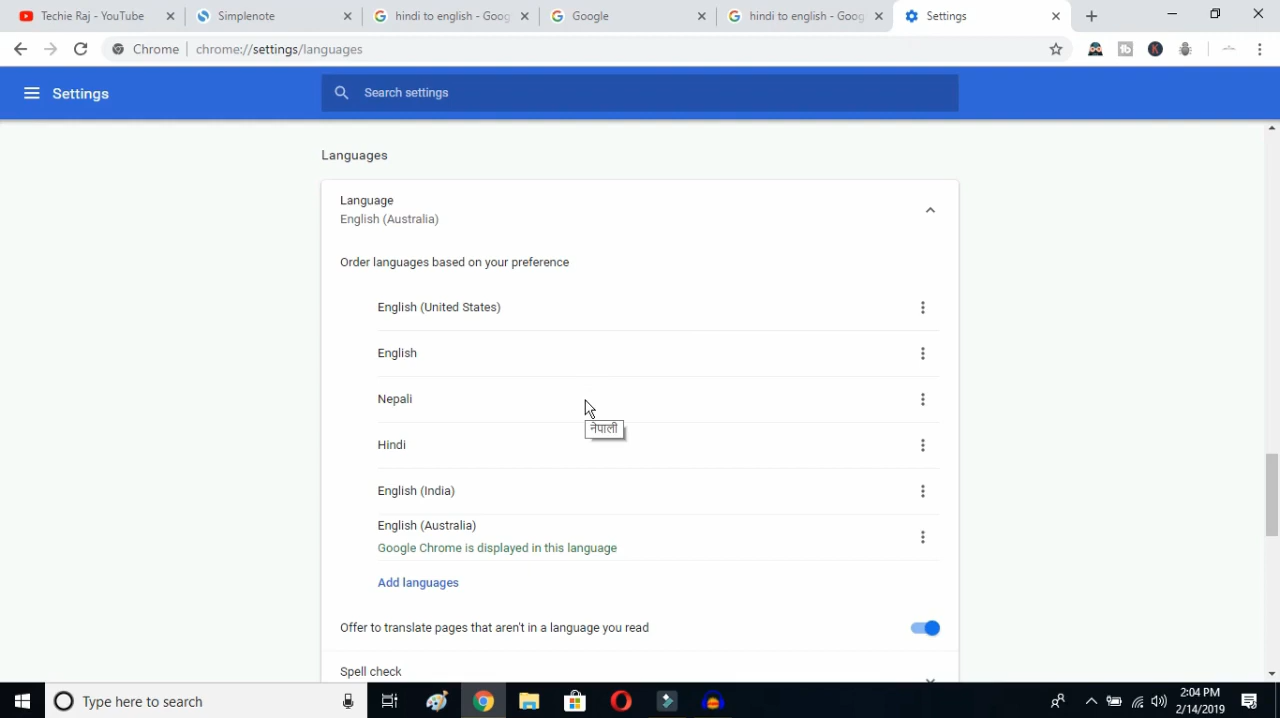 Techie Raj - YouTube
Simplenote
hindi to english - Goog
Google
hindi to english - Goog
Settings
Chrome
chrome://settings/languages
Settings
Search settings
Languages
Language
English (Australia)
Order languages based on your preference
English (United States)
English
Nepali
नेपाली
Hindi
English (India)
English (Australia)
Google Chrome is displayed in this language
Add languages
Offer to translate pages that aren't in a language you read
Spell check
Type here to search
2:04 PM
2/14/2019